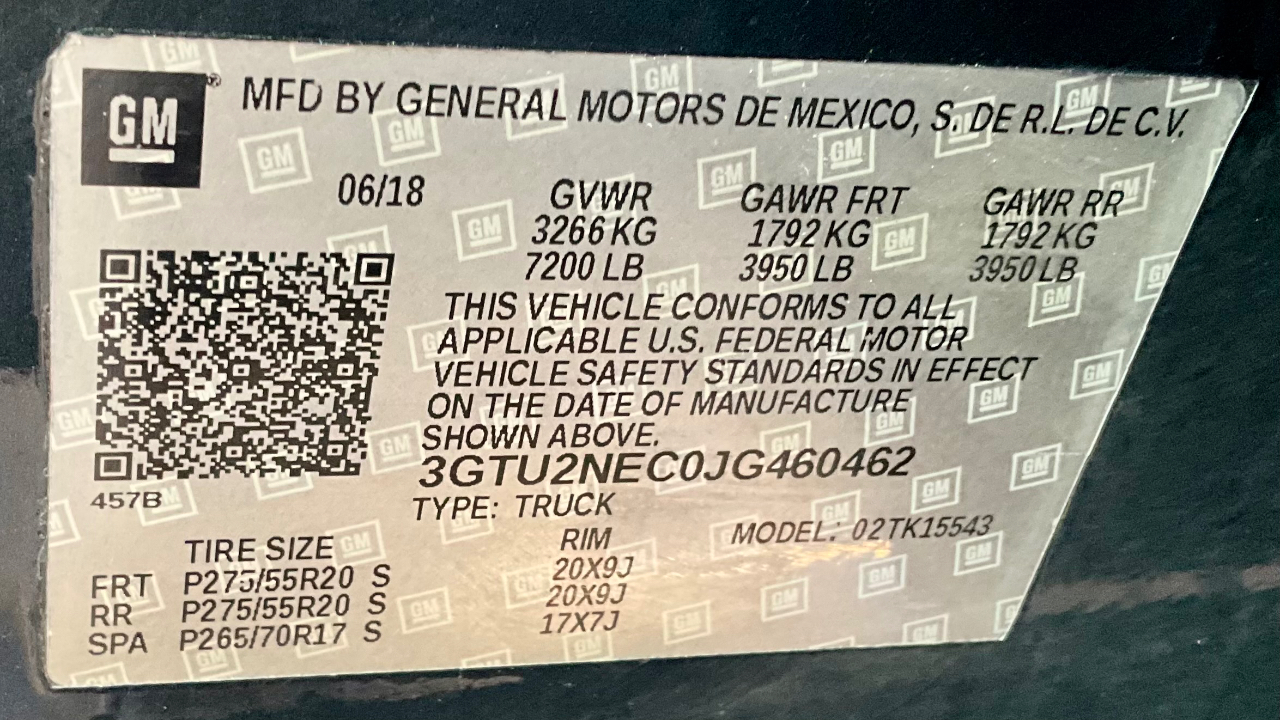 GM® MFD BY GENERAL MOTORS DE MEXICO, S. DE R.L. DE C.V.
06/18 GVWR GAWR FRT GAWR RR
3266 KG 1792 KG 1792 KG
7200 LB 3950 LB 3950 LB
THIS VEHICLE CONFORMS TO ALL
APPLICABLE U.S. FEDERAL MOTOR
VEHICLE SAFETY STANDARDS IN EFFECT
ON THE DATE OF MANUFACTURE
SHOWN ABOVE.
3GTU2NEC0JG460462
457B
TYPE: TRUCK MODEL: 02TK15543
TIRE SIZE RIM
FRT P275/55R20 S 20X9J
RR P275/55R20 S 20X9J
SPA P265/70R17 S 17X7J